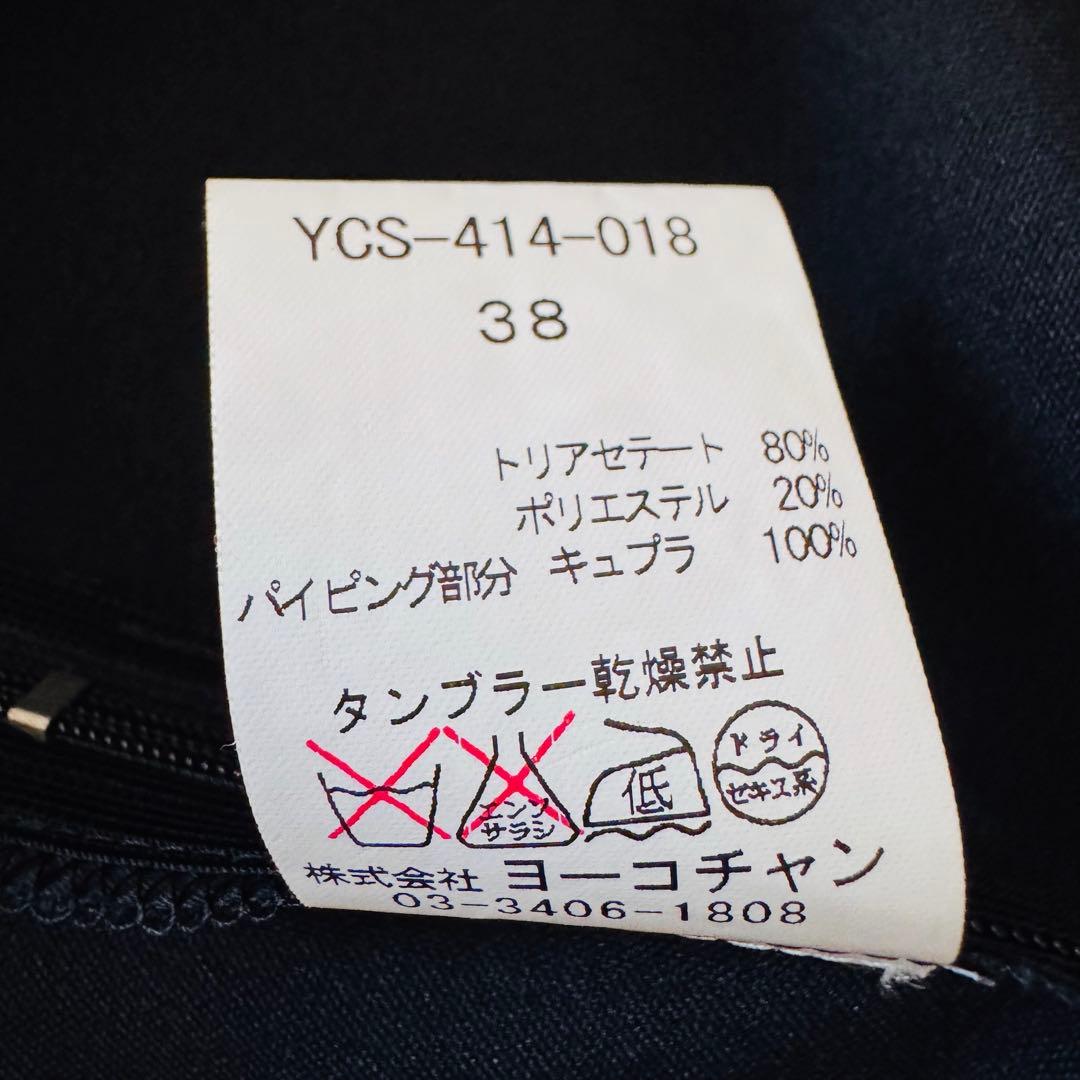 YCS-414-018
38
トリアセテート 80%
ポリエステル 20%
パイピング部分 キュプラ 100%
タンブラー乾燥禁止
エンソサラシ
低
ドライ
セキユ系
株式会社 ヨーコチャン
03-3406-1808